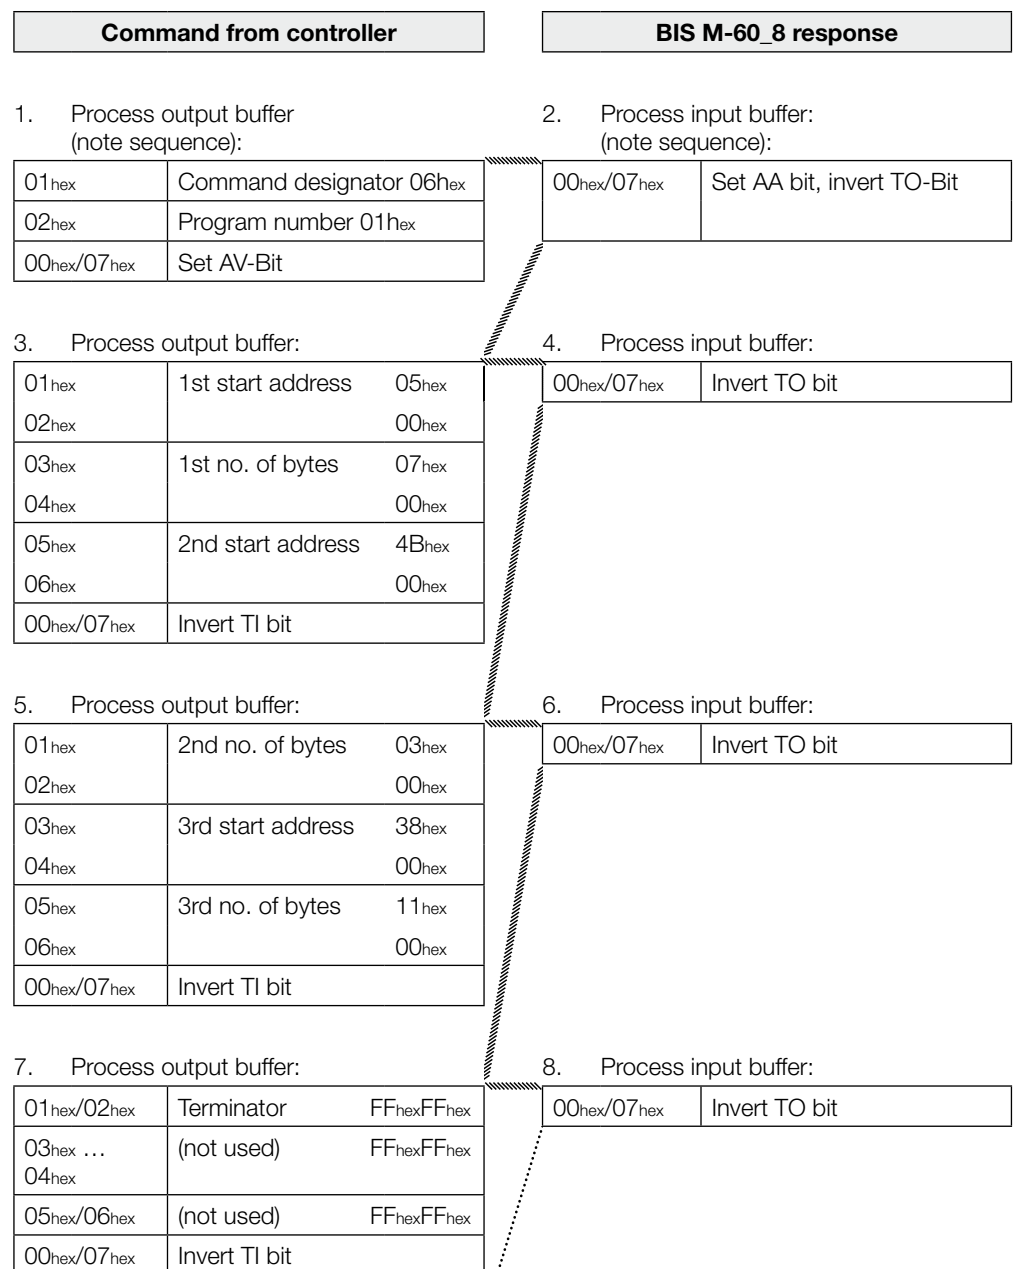 Command from controller
BIS M-60_8 response
1. Process output buffer
(note sequence):
01hex Command designator 06hex
02hex Program number 01hex
00hex/07hex Set AV-Bit
2. Process input buffer:
(note sequence):
00hex/07hex Set AA bit, invert TO-Bit
3. Process output buffer:
01hex 1st start address 05hex
02hex 00hex
03hex 1st no. of bytes 07hex
04hex 00hex
05hex 2nd start address 4Bhex
06hex 00hex
00hex/07hex Invert TI bit
4. Process input buffer:
00hex/07hex Invert TO bit
5. Process output buffer:
01hex 2nd no. of bytes 03hex
02hex 00hex
03hex 3rd start address 38hex
04hex 00hex
05hex 3rd no. of bytes 11hex
06hex 00hex
00hex/07hex Invert TI bit
6. Process input buffer:
00hex/07hex Invert TO bit
7. Process output buffer:
01hex/02hex Terminator FFhexFFhex
03hex … (not used) FFhexFFhex
04hex
05hex/06hex (not used) FFhexFFhex
00hex/07hex Invert TI bit
8. Process input buffer:
00hex/07hex Invert TO bit